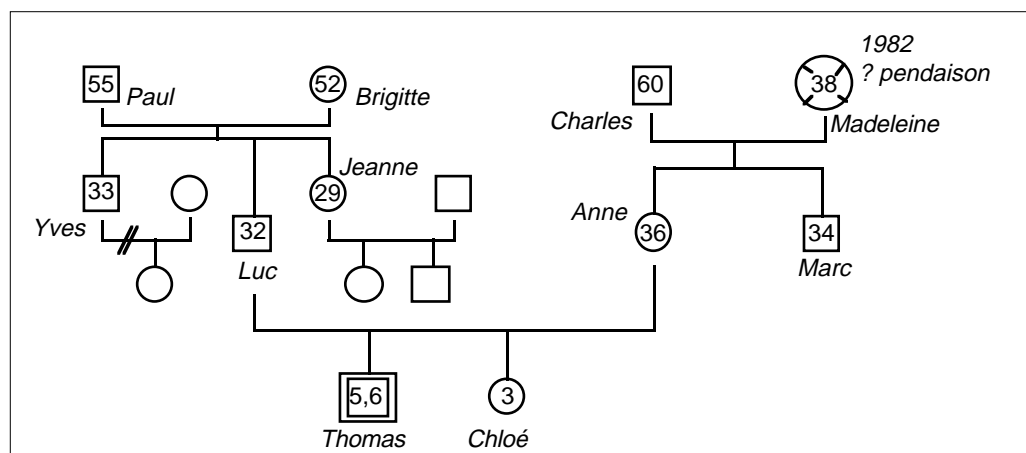 1982
? pendaison
55
Paul
52
Brigitte
60
Charles
38
Madeleine
Jeanne
33
Yves
32
Luc
29
Anne
36
34
Marc
5,6
Thomas
3
Chloé